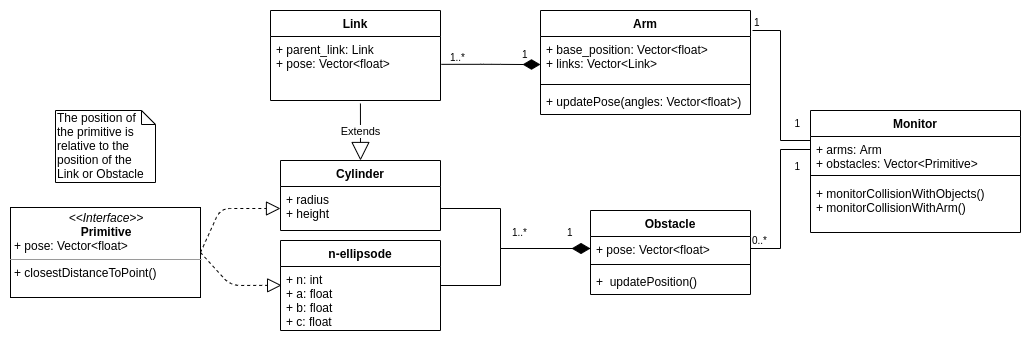 Link
+ parent_link: Link
+ pose: Vector<float>
1..*
1
Arm
+ base_position: Vector<float>
+ links: Vector<Link>
+ updatePose(angles: Vector<float>)
1
1
Monitor
+ arms: Arm
+ obstacles: Vector<Primitive>
+ monitorCollisionWithObjects()
+ monitorCollisionWithArm()
1
The position of
the primitive is
relative to the
position of the
Link or Obstacle
Extends
Cylinder
+ radius
+ height
<<Interface>>
Primitive
+ pose: Vector<float>
+ closestDistanceToPoint()
n-ellipsode
+ n: int
+ a: float
+ b: float
+ c: float
1..*
1
Obstacle
+ pose: Vector<float>
+ updatePosition()
0..*